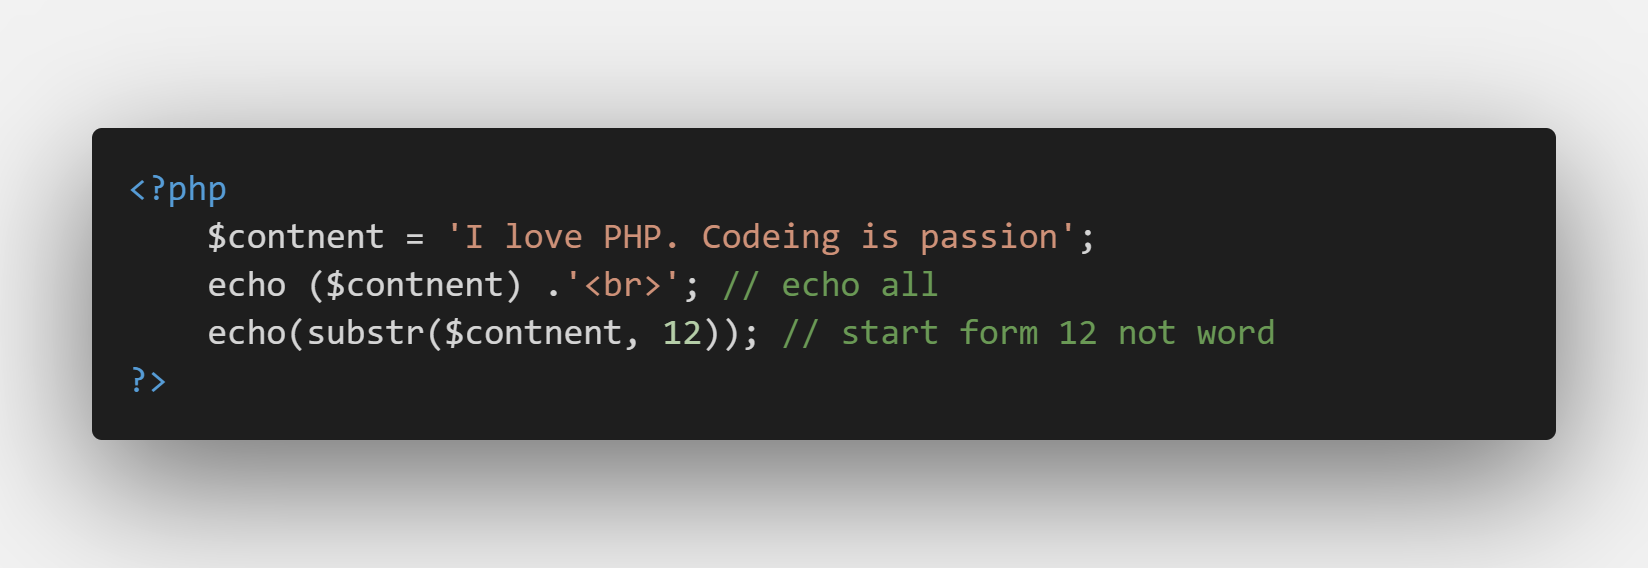 <?php
    $contnent = 'I love PHP. Codeing is passion';
    echo ($contnent) .'<br>'; // echo all
    echo(substr($contnent, 12)); // start form 12 not word
?>